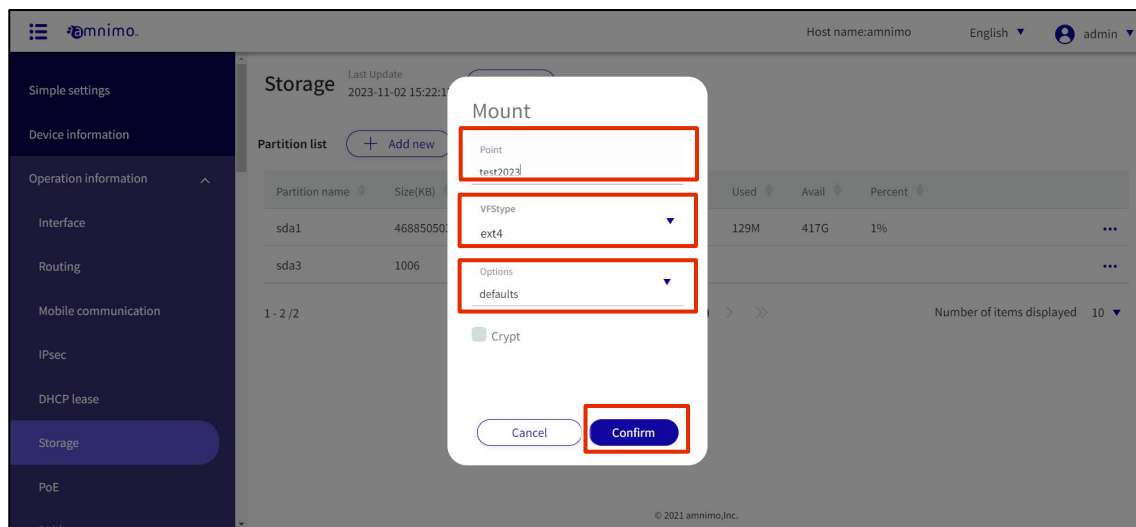 amnimo
Host name:amnimo
English
admin
Simple settings
Device information
Operation information
Interface
Routing
Mobile communication
IPsec
DHCP lease
Storage
PoE
Storage
Last Update
2023-11-02 15:22:1
Partition list
+ Add new
Partition name Size(KB) Used Avail Percent
sda1 46885050 129M 417G 1%
sda3 1006
1 - 2 /2
Number of items displayed 10
Mount
Point
test2023
VFStype
ext4
Options
defaults
Crypt
Cancel
Confirm
© 2021 amnimo,Inc.